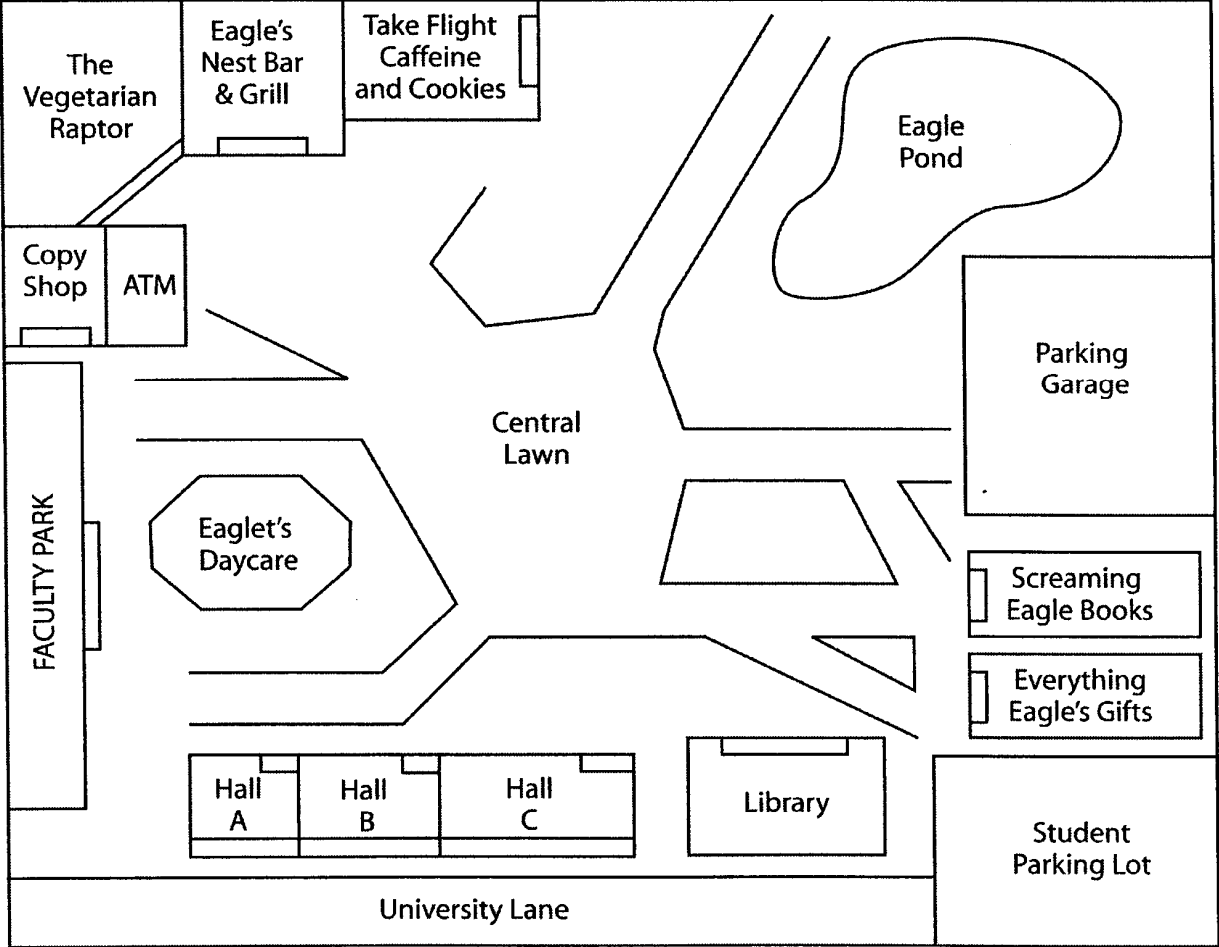 The
Vegetarian
Raptor
Eagle's
Nest Bar
& Grill
Take Flight
Caffeine
and Cookies
Eagle
Pond
Copy
Shop
ATM
Parking
Garage
Central
Lawn
FACULTY PARK
Eaglet's
Daycare
Screaming
Eagle Books
Everything
Eagle's Gifts
Hall
A
Hall
B
Hall
C
Library
Student
Parking Lot
University Lane